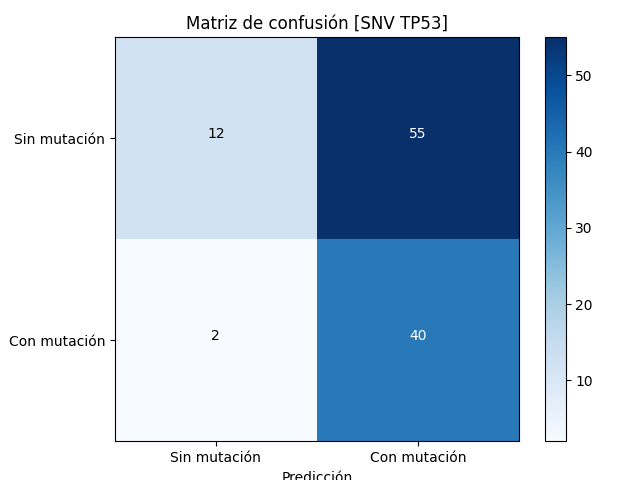 Matriz de confusión [SNV TP53]
Sin mutación
12
55
Con mutación
2
40
Sin mutación
Con mutación
Predicción
50
40
30
20
10